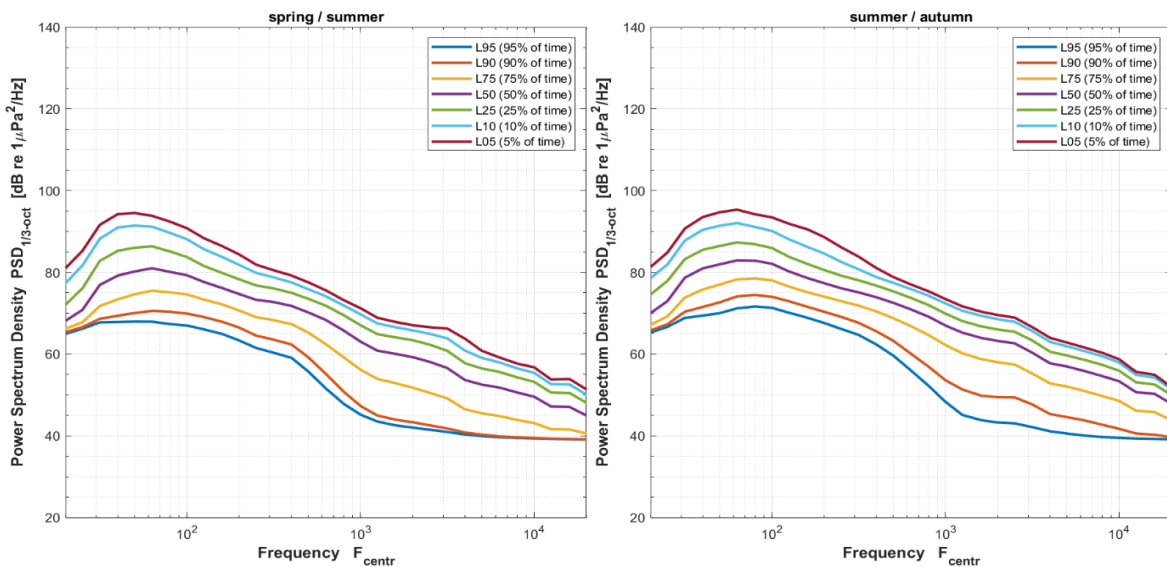 spring / summer
140
120
100
80
60
40
20
Power Spectrum Density PSD1/3-oct [dB re 1μPa²/Hz]
L95 (95% of time)
L90 (90% of time)
L75 (75% of time)
L50 (50% of time)
L25 (25% of time)
L10 (10% of time)
L05 (5% of time)
10² 10³ 10⁴
Frequency Fcentr
summer / autumn
140
120
100
80
60
40
20
Power Spectrum Density PSD1/3-oct [dB re 1μPa²/Hz]
L95 (95% of time)
L90 (90% of time)
L75 (75% of time)
L50 (50% of time)
L25 (25% of time)
L10 (10% of time)
L05 (5% of time)
10² 10³ 10⁴
Frequency Fcentr